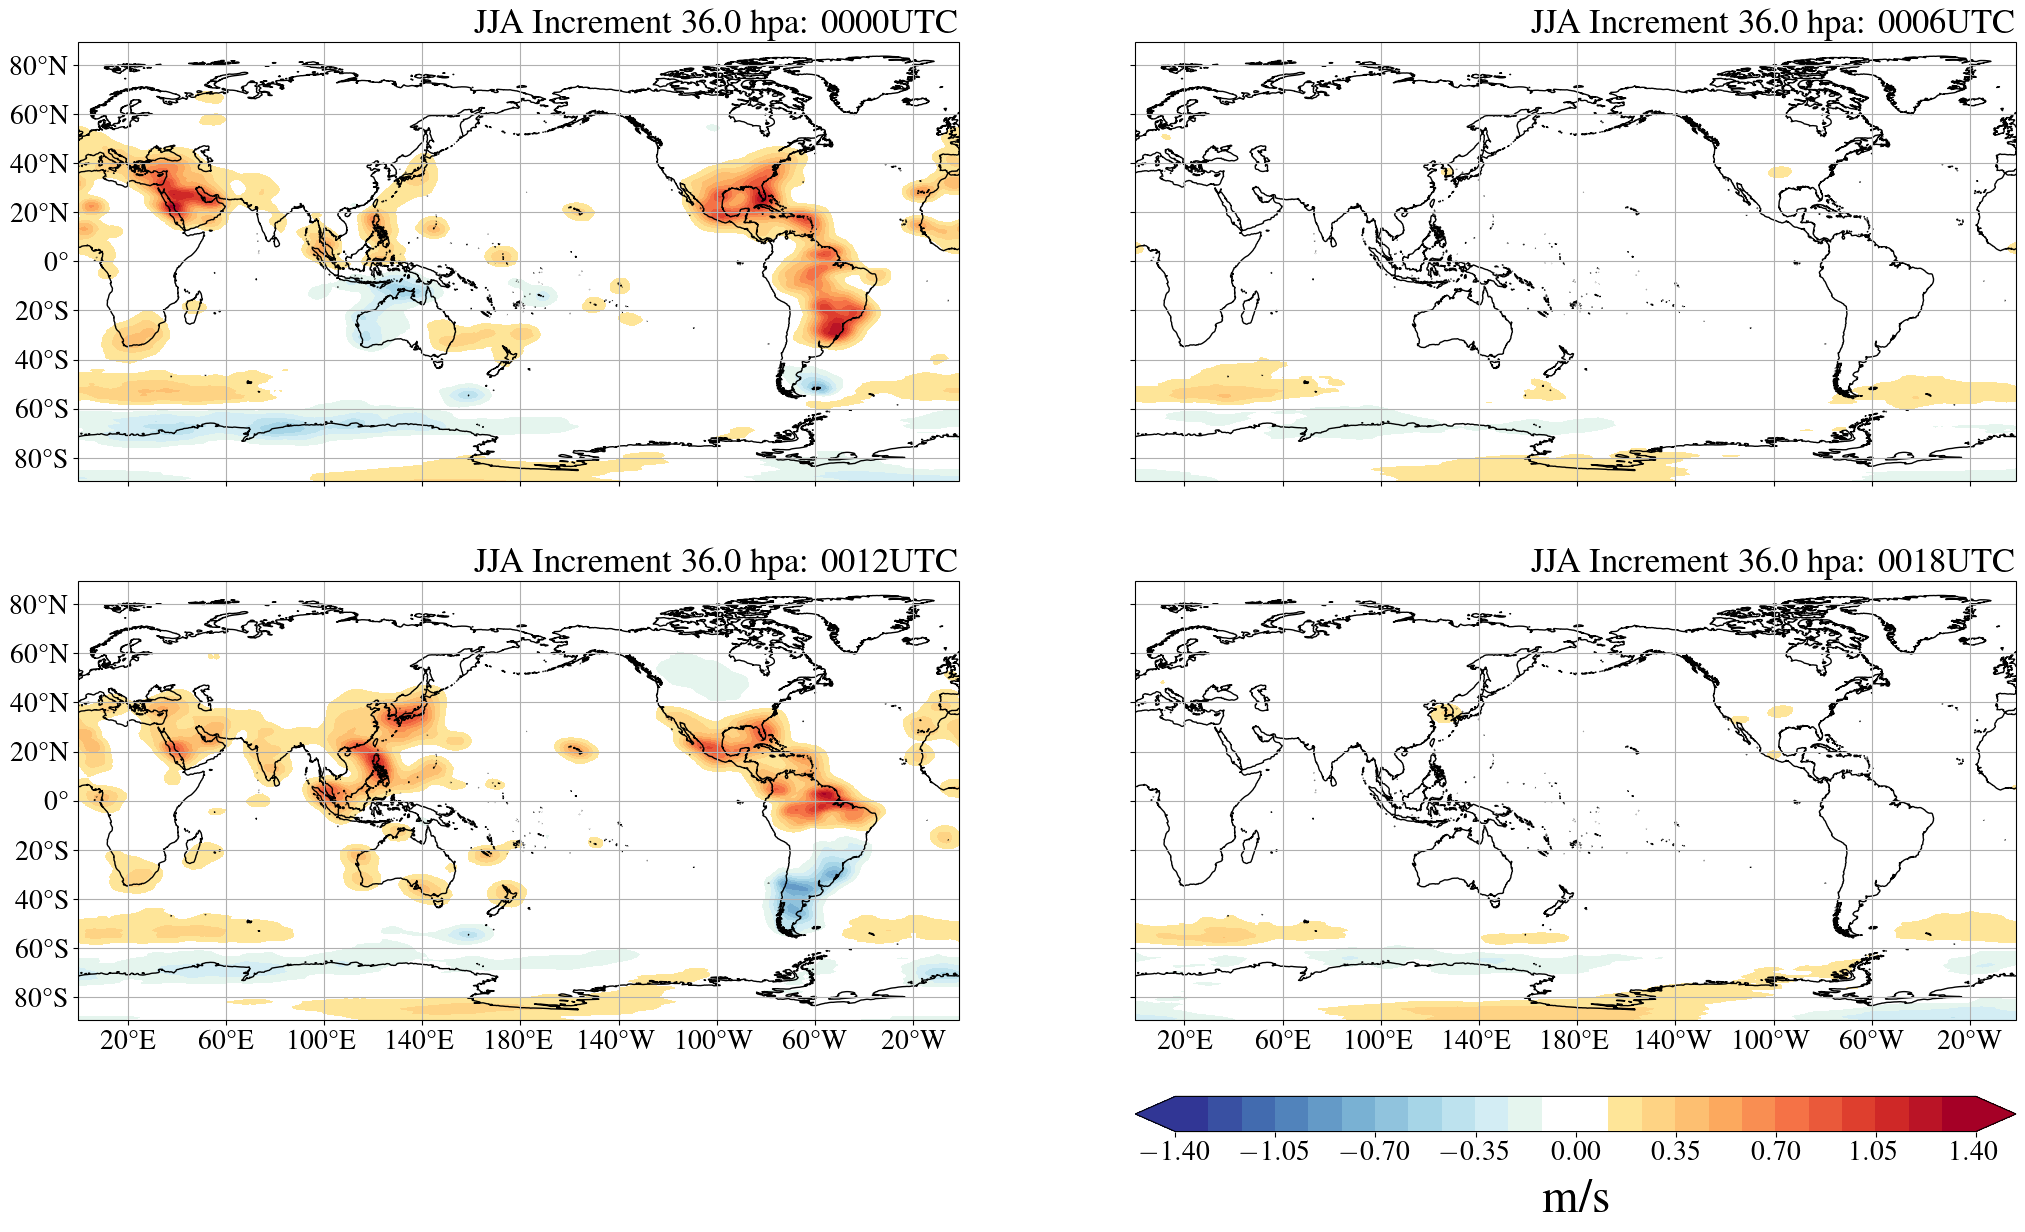 JJA Increment 36.0 hpa: 0000UTC
JJA Increment 36.0 hpa: 0006UTC
80°N
60°N
40°N
20°N
0°
20°S
40°S
60°S
80°S
JJA Increment 36.0 hpa: 0012UTC
JJA Increment 36.0 hpa: 0018UTC
80°N
60°N
40°N
20°N
0°
20°S
40°S
60°S
80°S
20°E 60°E 100°E 140°E 180°E 140°W 100°W 60°W 20°W
20°E 60°E 100°E 140°E 180°E 140°W 100°W 60°W 20°W
−1.40 −1.05 −0.70 −0.35 0.00 0.35 0.70 1.05 1.40
m/s